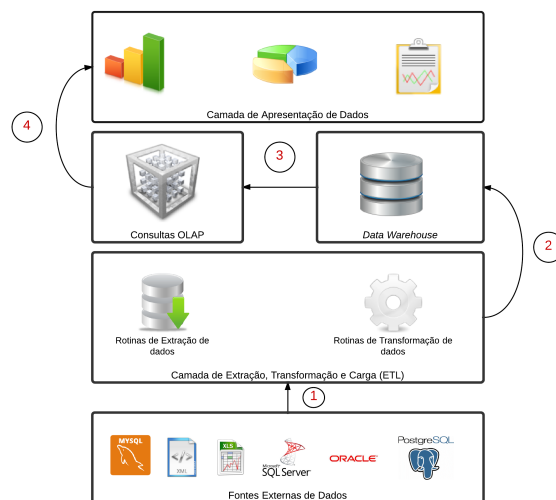 Camada de Apresentação de Dados
4
3
Consultas OLAP
Data Warehouse
2
Rotinas de Extração de
dados
Rotinas de Transformação de
dados
Camada de Extração, Transformação e Carga (ETL)
1
MYSQL
XML
XLS
Microsoft
SQL Server
ORACLE
PostgreSQL
Fontes Externas de Dados